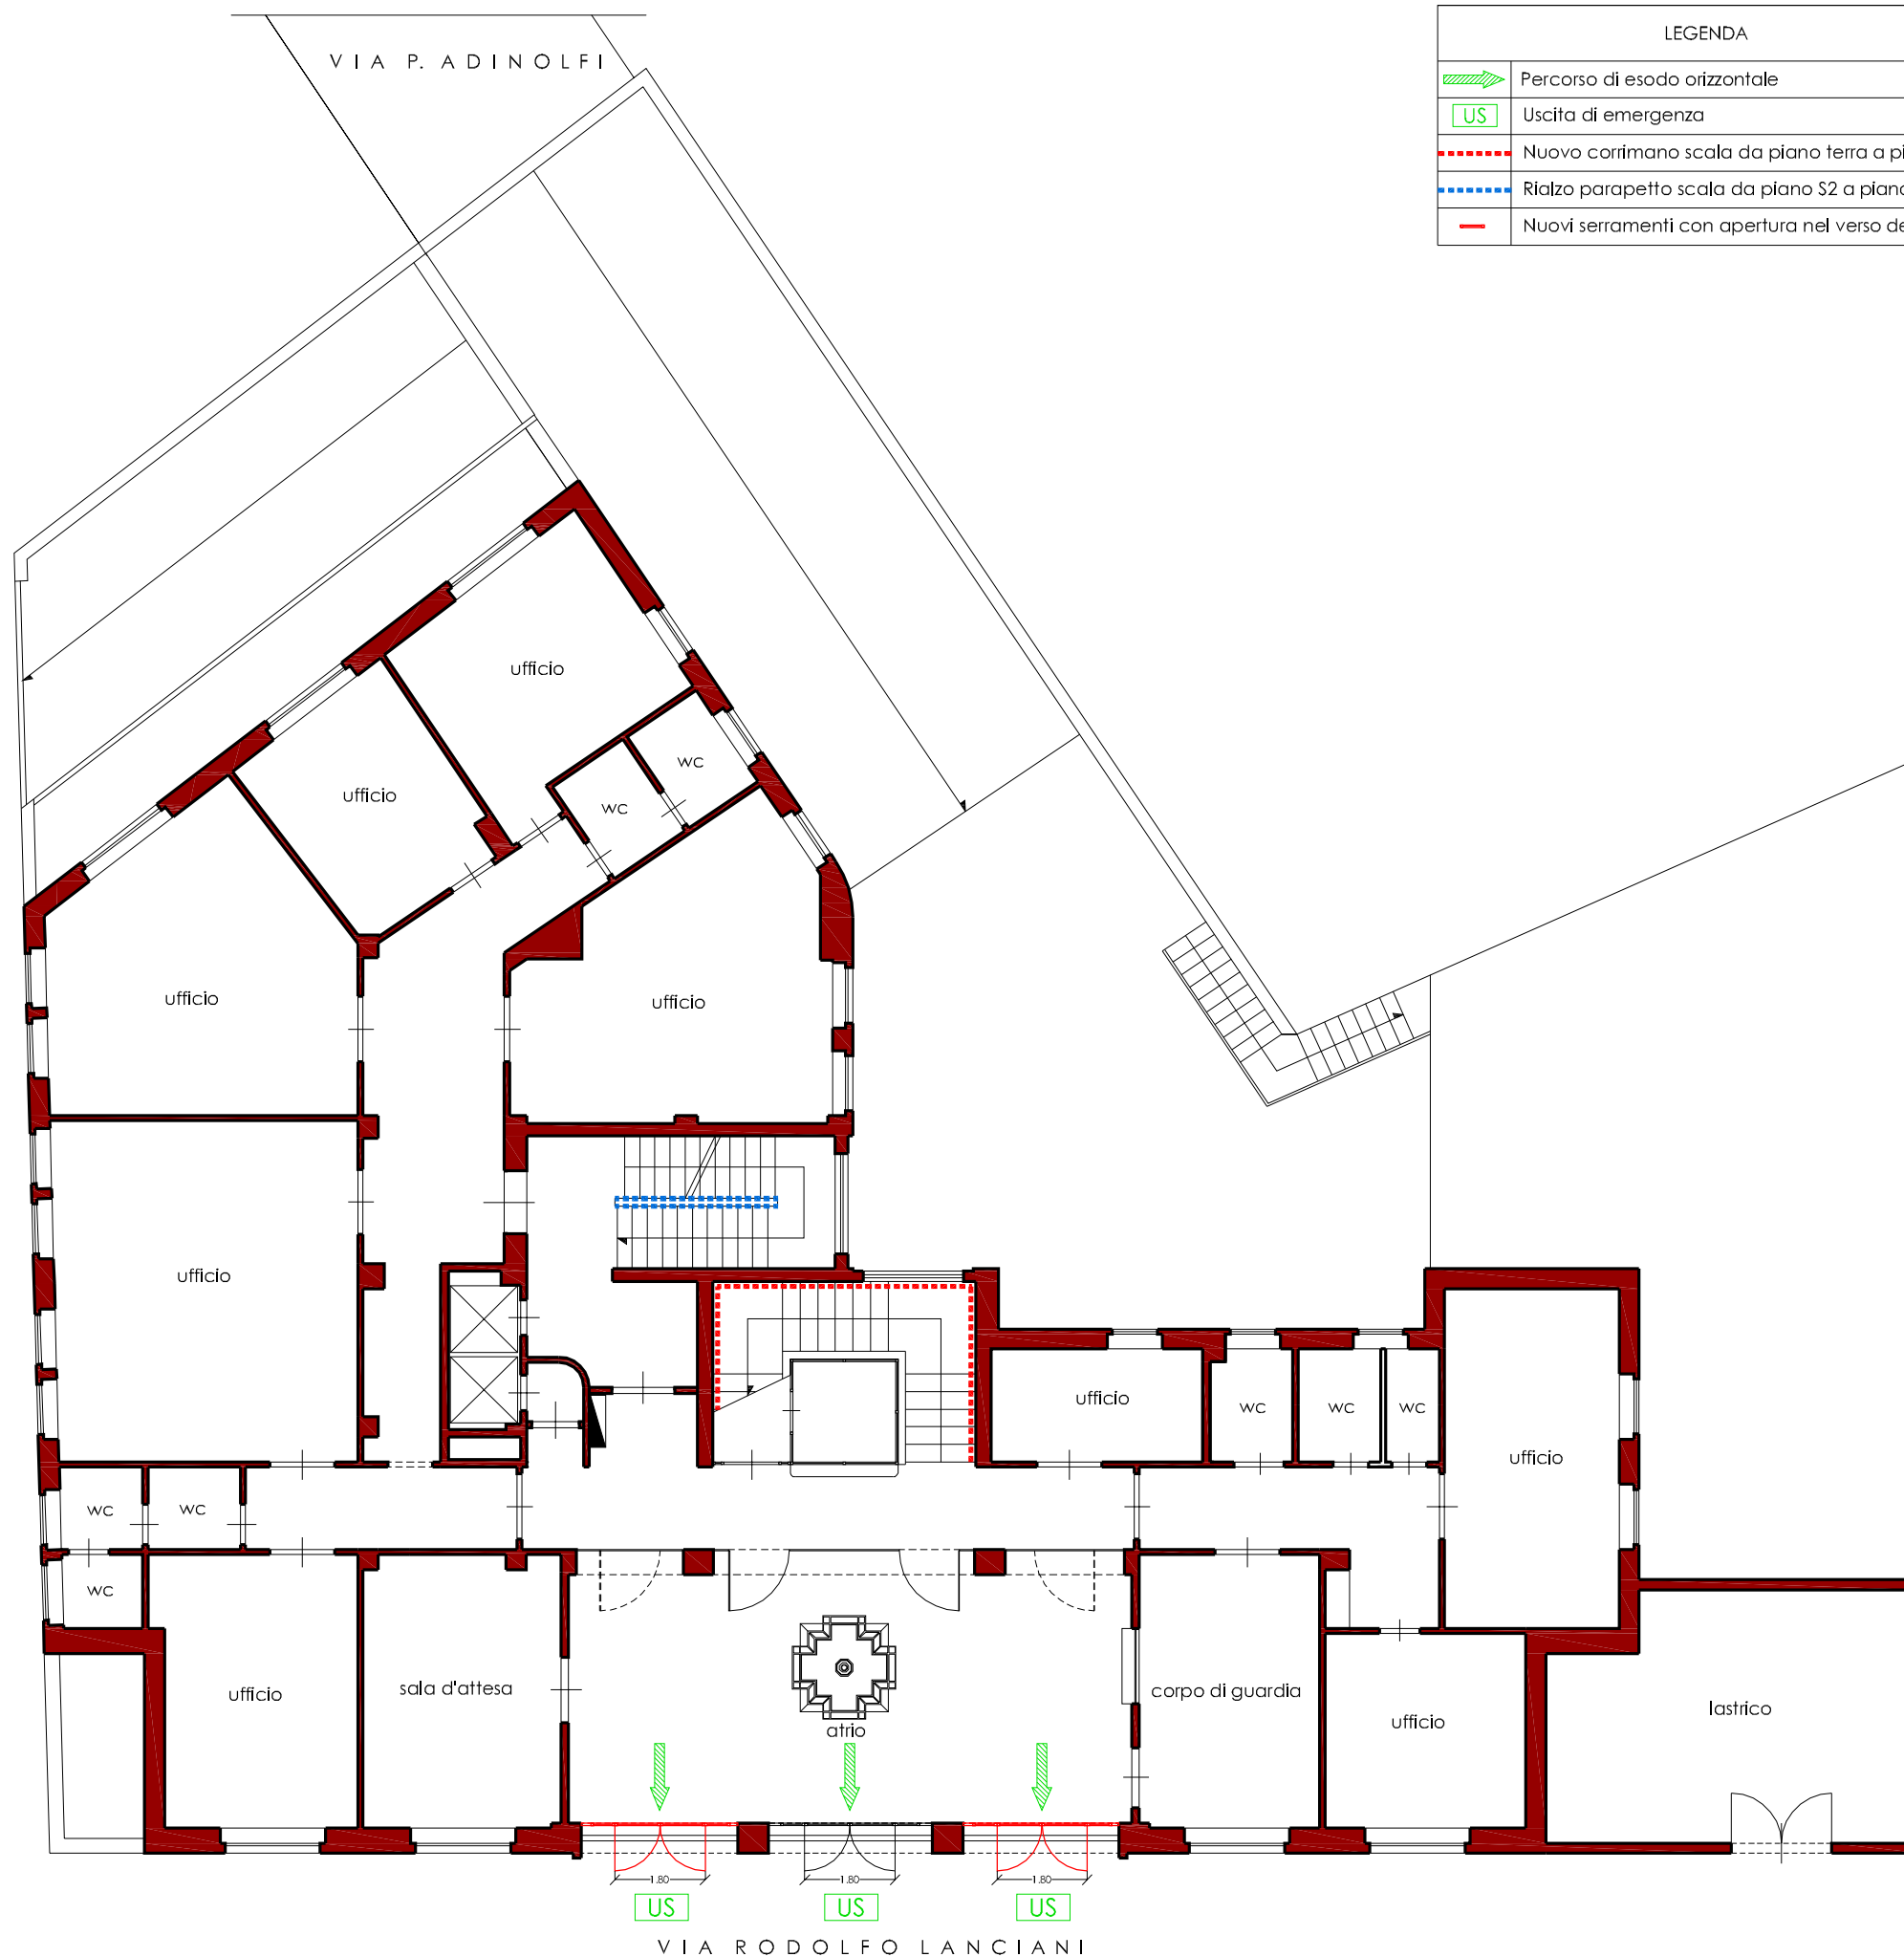 VIA P. ADINOLFI
LEGENDA
Percorso di esodo orizzontale
US Uscita di emergenza
Nuovo corrimano scala da piano terra a pi
Rialzo parapetto scala da piano S2 a piano
Nuovi serramenti con apertura nel verso de
ufficio
wc
ufficio
wc
ufficio
ufficio
ufficio
ufficio
wc
wc
wc
ufficio
wc
wc
wc
sala d'attesa
ufficio
corpo di guardia
lastrico
ufficio
atrio
1.80
1.80
1.80
US
US
US
VIA RODOLFO LANCIANI